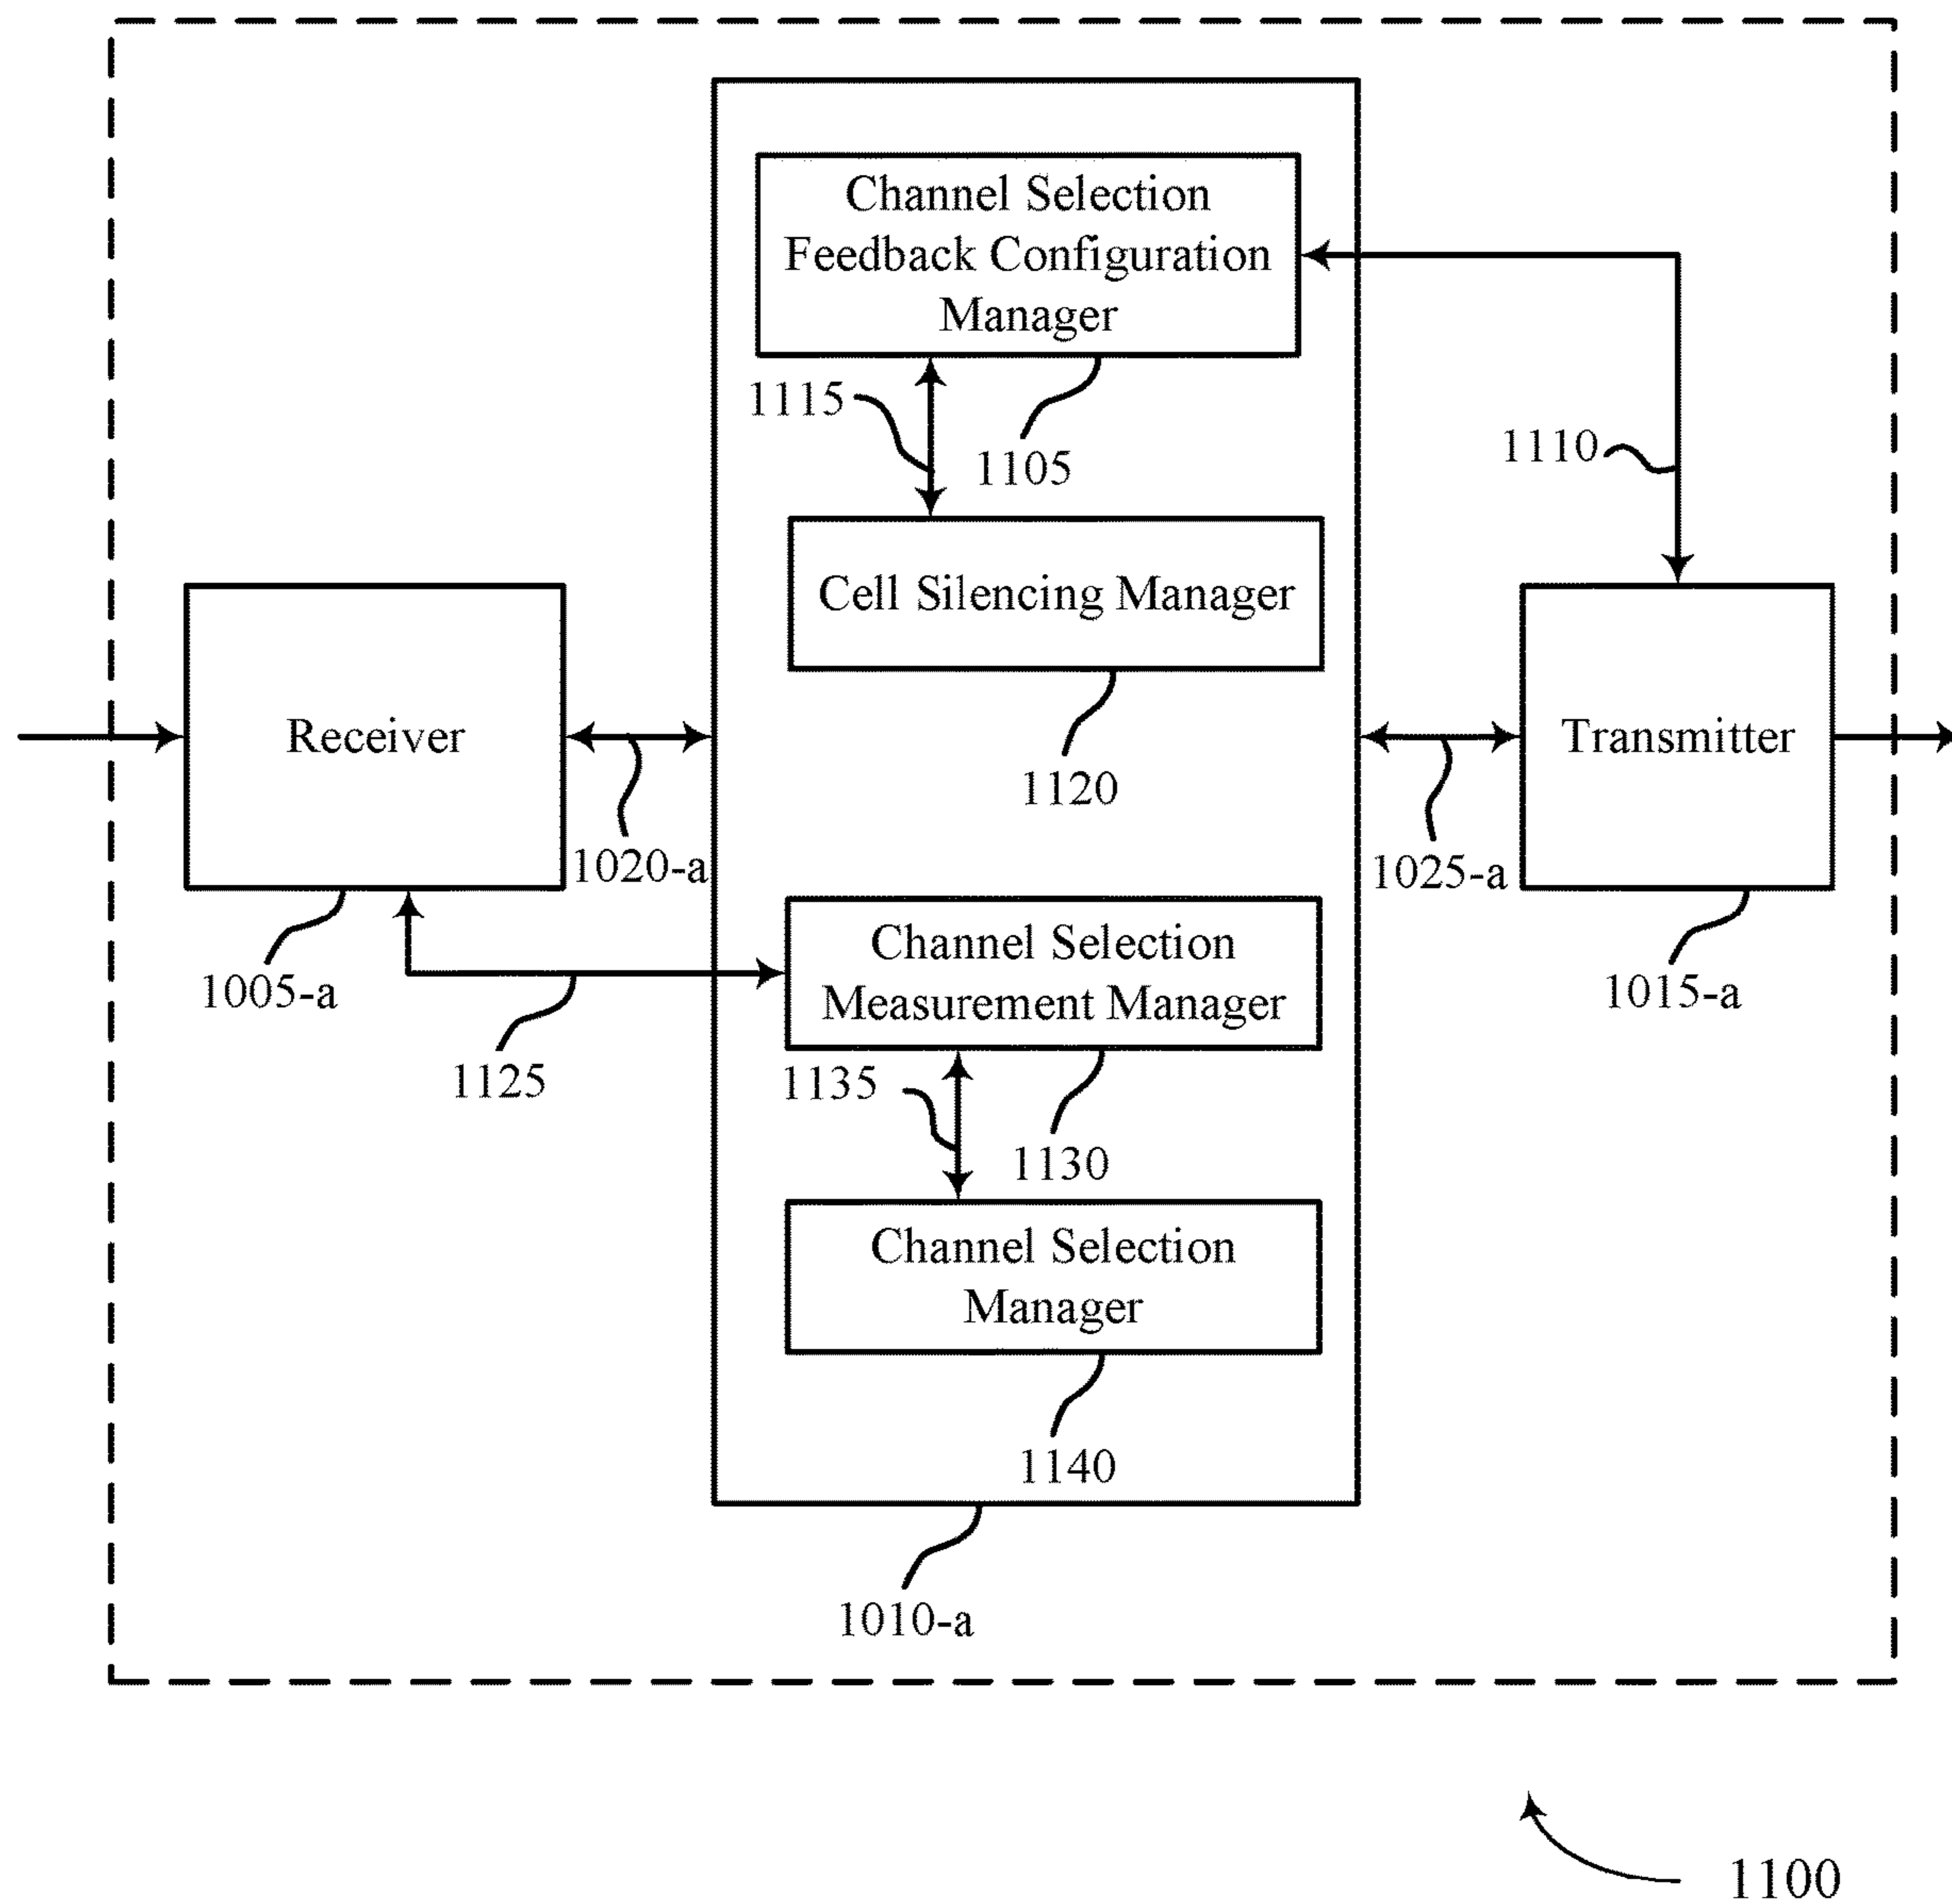 Channel Selection
Feedback Configuration
Manager
1115
1105
1110
Cell Silencing Manager
Receiver
Transmitter
1120
1020-a
1025-a
Channel Selection
Measurement Manager
1005-a
1015-a
1125
1135
1130
Channel Selection
Manager
1140
1010-a
1100